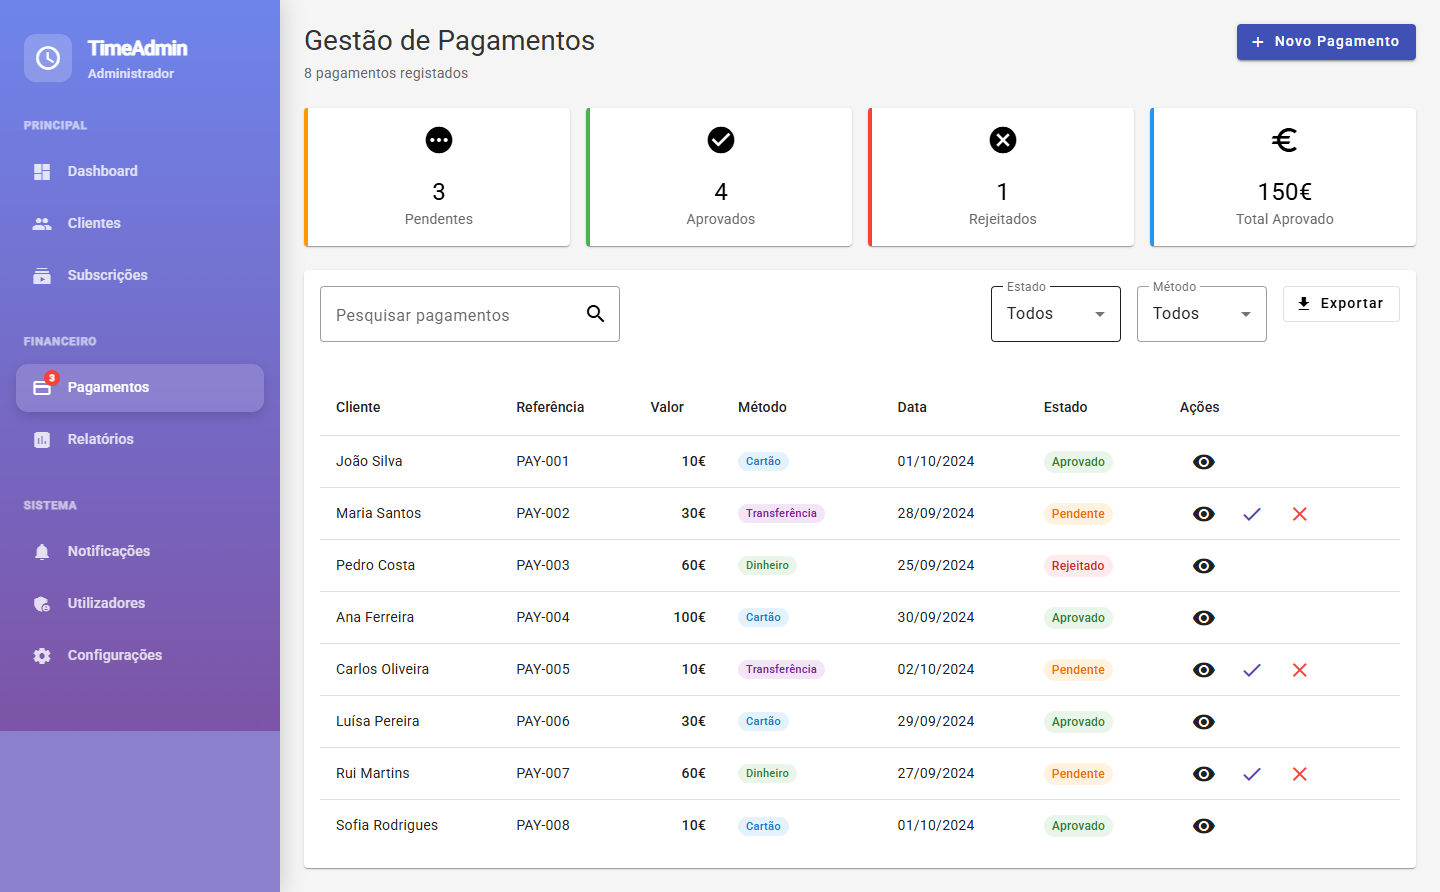 TimeAdmin
Administrador
PRINCIPAL
Dashboard
Clientes
Subscrições
FINANCEIRO
3
Pagamentos
Relatórios
SISTEMA
Notificações
Utilizadores
Configurações
Gestão de Pagamentos
8 pagamentos registados
+ Novo Pagamento
3
Pendentes
4
Aprovados
1
Rejeitados
€
150€
Total Aprovado
Pesquisar pagamentos
Estado
Todos
Método
Todos
Exportar
Cliente Referência Valor Método Data Estado Ações
João Silva PAY-001 10€ Cartão 01/10/2024 Aprovado
Maria Santos PAY-002 30€ Transferência 28/09/2024 Pendente
Pedro Costa PAY-003 60€ Dinheiro 25/09/2024 Rejeitado
Ana Ferreira PAY-004 100€ Cartão 30/09/2024 Aprovado
Carlos Oliveira PAY-005 10€ Transferência 02/10/2024 Pendente
Luísa Pereira PAY-006 30€ Cartão 29/09/2024 Aprovado
Rui Martins PAY-007 60€ Dinheiro 27/09/2024 Pendente
Sofia Rodrigues PAY-008 10€ Cartão 01/10/2024 Aprovado